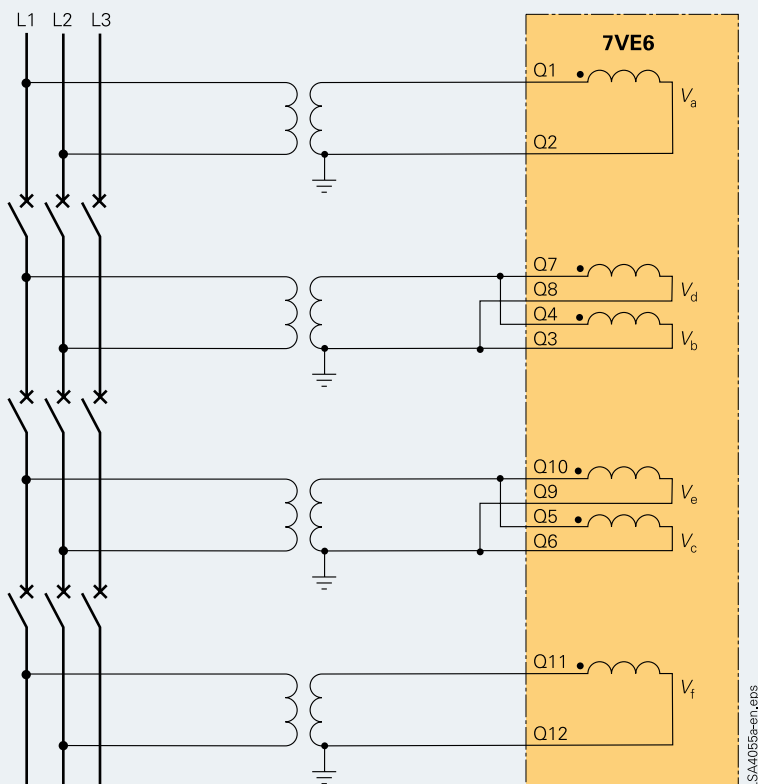 L1 L2 L3
7VE6
Q1
Va
Q2
Q7
Q8
Vd
Q4
Q3
Vb
Q10
Q9
Ve
Q5
Q6
Vc
Q11
Vf
Q12
SA4055a-en.eps